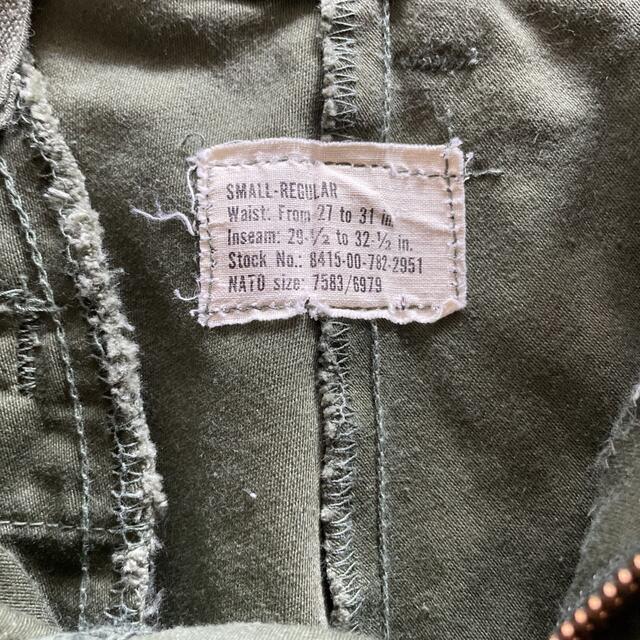 SMALL-REGULAR
Waist: From 27 to 31 in.
Inseam: 29-½ to 32-½ in.
Stock No.: 8415-00-782-2951
NATO size: 7583/6979